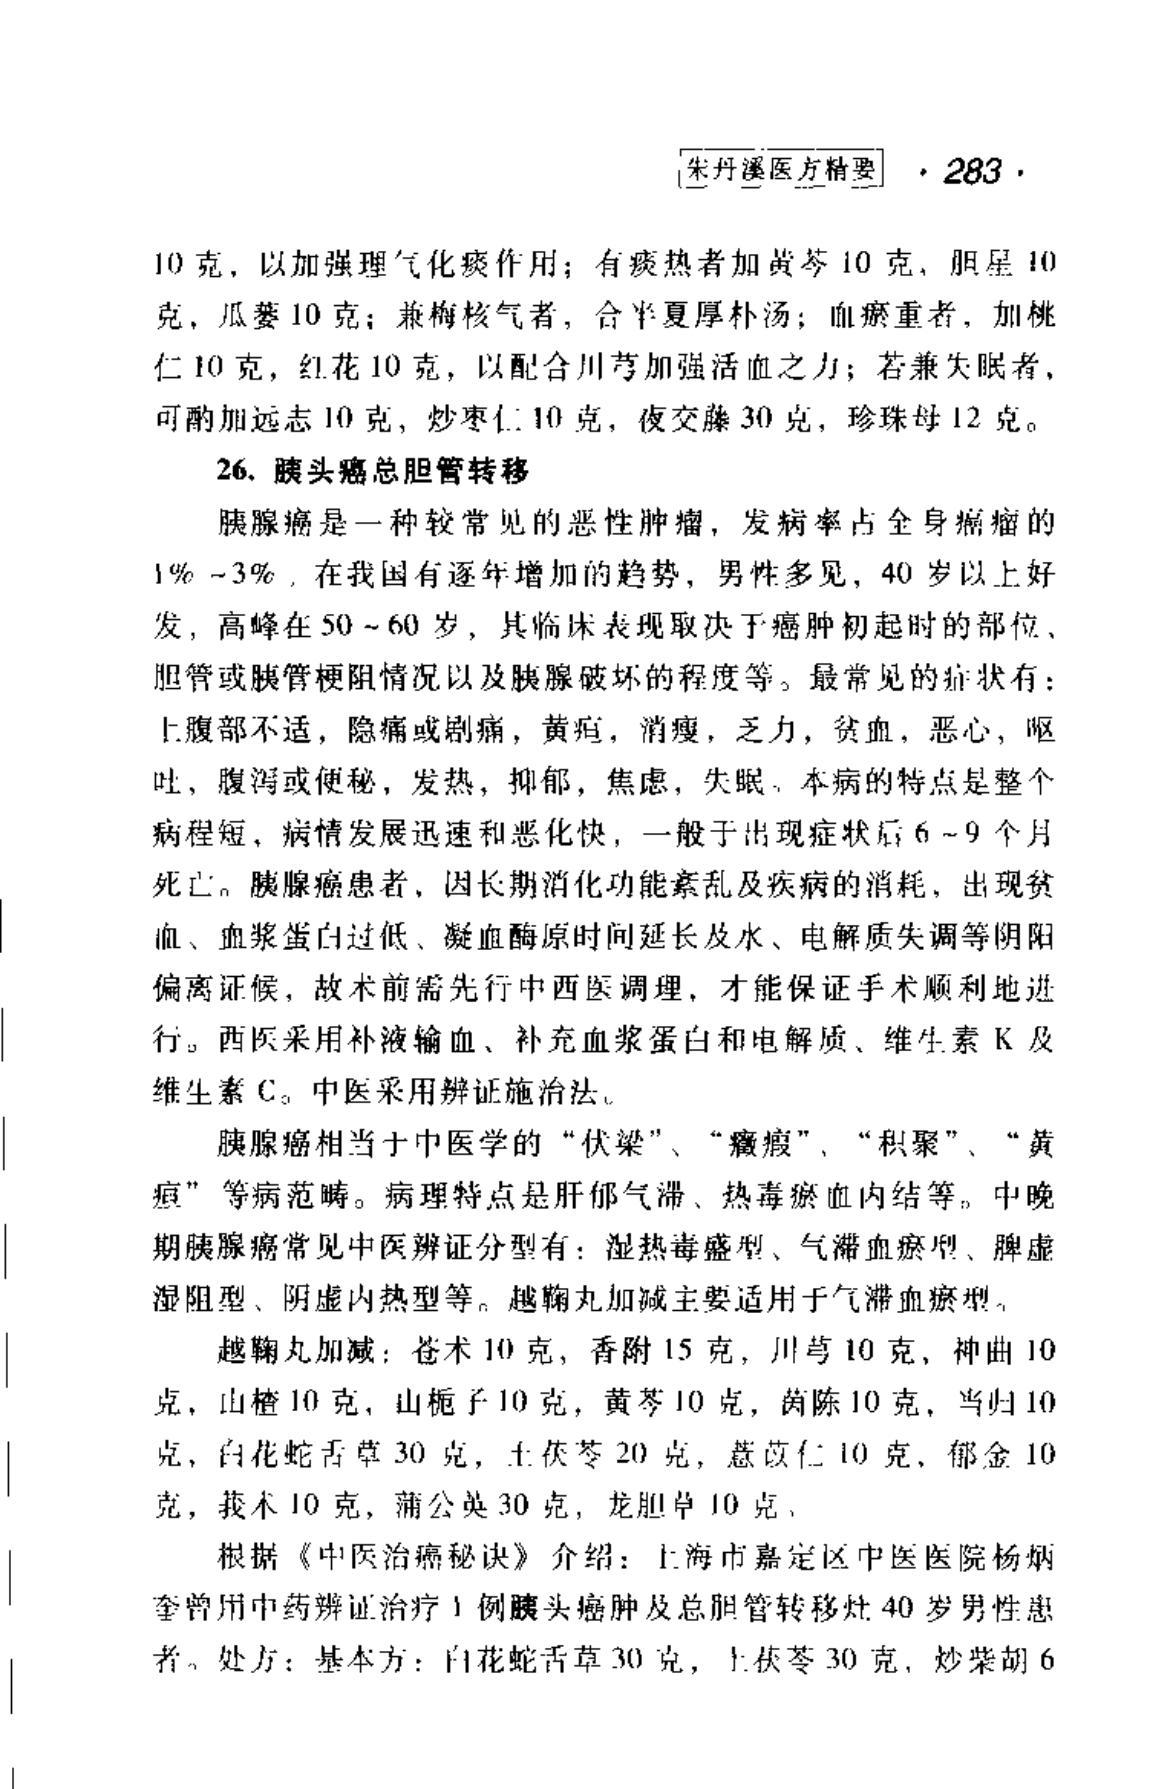 朱丹溪医方精要 · 283 ·
10 克，以加强理气化痰作用；有痰热者加黄芩 10 克，胆星 10
克，瓜蒌 10 克；兼梅核气者，合半夏厚朴汤；血瘀重者，加桃
仁 10 克，红花 10 克，以配合川芎加强活血之力；若兼失眠者，
可酌加远志 10 克，炒枣仁 10 克，夜交藤 30 克，珍珠母 12 克。
26. 胰头癌总胆管转移
胰腺癌是一种较常见的恶性肿瘤，发病率占全身癌瘤的
1% ~3%，在我国有逐年增加的趋势，男性多见，40 岁以上好
发，高峰在 50 ~ 60 岁，其临床表现取决于癌肿初起时的部位、
胆管或胰管梗阻情况以及胰腺破坏的程度等。最常见的症状有：
上腹部不适，隐痛或剧痛，黄疸，消瘦，乏力，贫血，恶心，呕
吐，腹泻或便秘，发热，抑郁，焦虑，失眠。本病的特点是整个
病程短，病情发展迅速和恶化快，一般于出现症状后 6 ~ 9 个月
死亡。胰腺癌患者，因长期消化功能紊乱及疾病的消耗，出现贫
血、血浆蛋白过低、凝血酶原时间延长及水、电解质失调等阴阳
偏离证候，故术前需先行中西医调理，才能保证手术顺利地进
行。西医采用补液输血、补充血浆蛋白和电解质、维生素 K 及
维生素 C。中医采用辨证施治法。
胰腺癌相当于中医学的“伏梁”、“癥瘕”、“积聚”、“黄
疸”等病范畴。病理特点是肝郁气滞、热毒瘀血内结等。中晚
期胰腺癌常见中医辨证分型有：湿热毒盛型、气滞血瘀型、脾虚
湿阻型、阴虚内热型等。越鞠丸加减主要适用于气滞血瘀型。
越鞠丸加减：苍术 10 克，香附 15 克，川芎 10 克，神曲 10
克，山楂 10 克，山栀子 10 克，黄芩 10 克，茵陈 10 克，当归 10
克，白花蛇舌草 30 克，土茯苓 20 克，薏苡仁 10 克，郁金 10
克，莪术 10 克，蒲公英 30 克，龙胆草 10 克。
根据《中医治癌秘诀》介绍：上海市嘉定区中医医院杨炳
奎曾用中药辨证治疗 1 例胰头癌肿及总胆管转移灶 40 岁男性患
者。处方：基本方：白花蛇舌草 30 克，土茯苓 30 克，炒柴胡 6